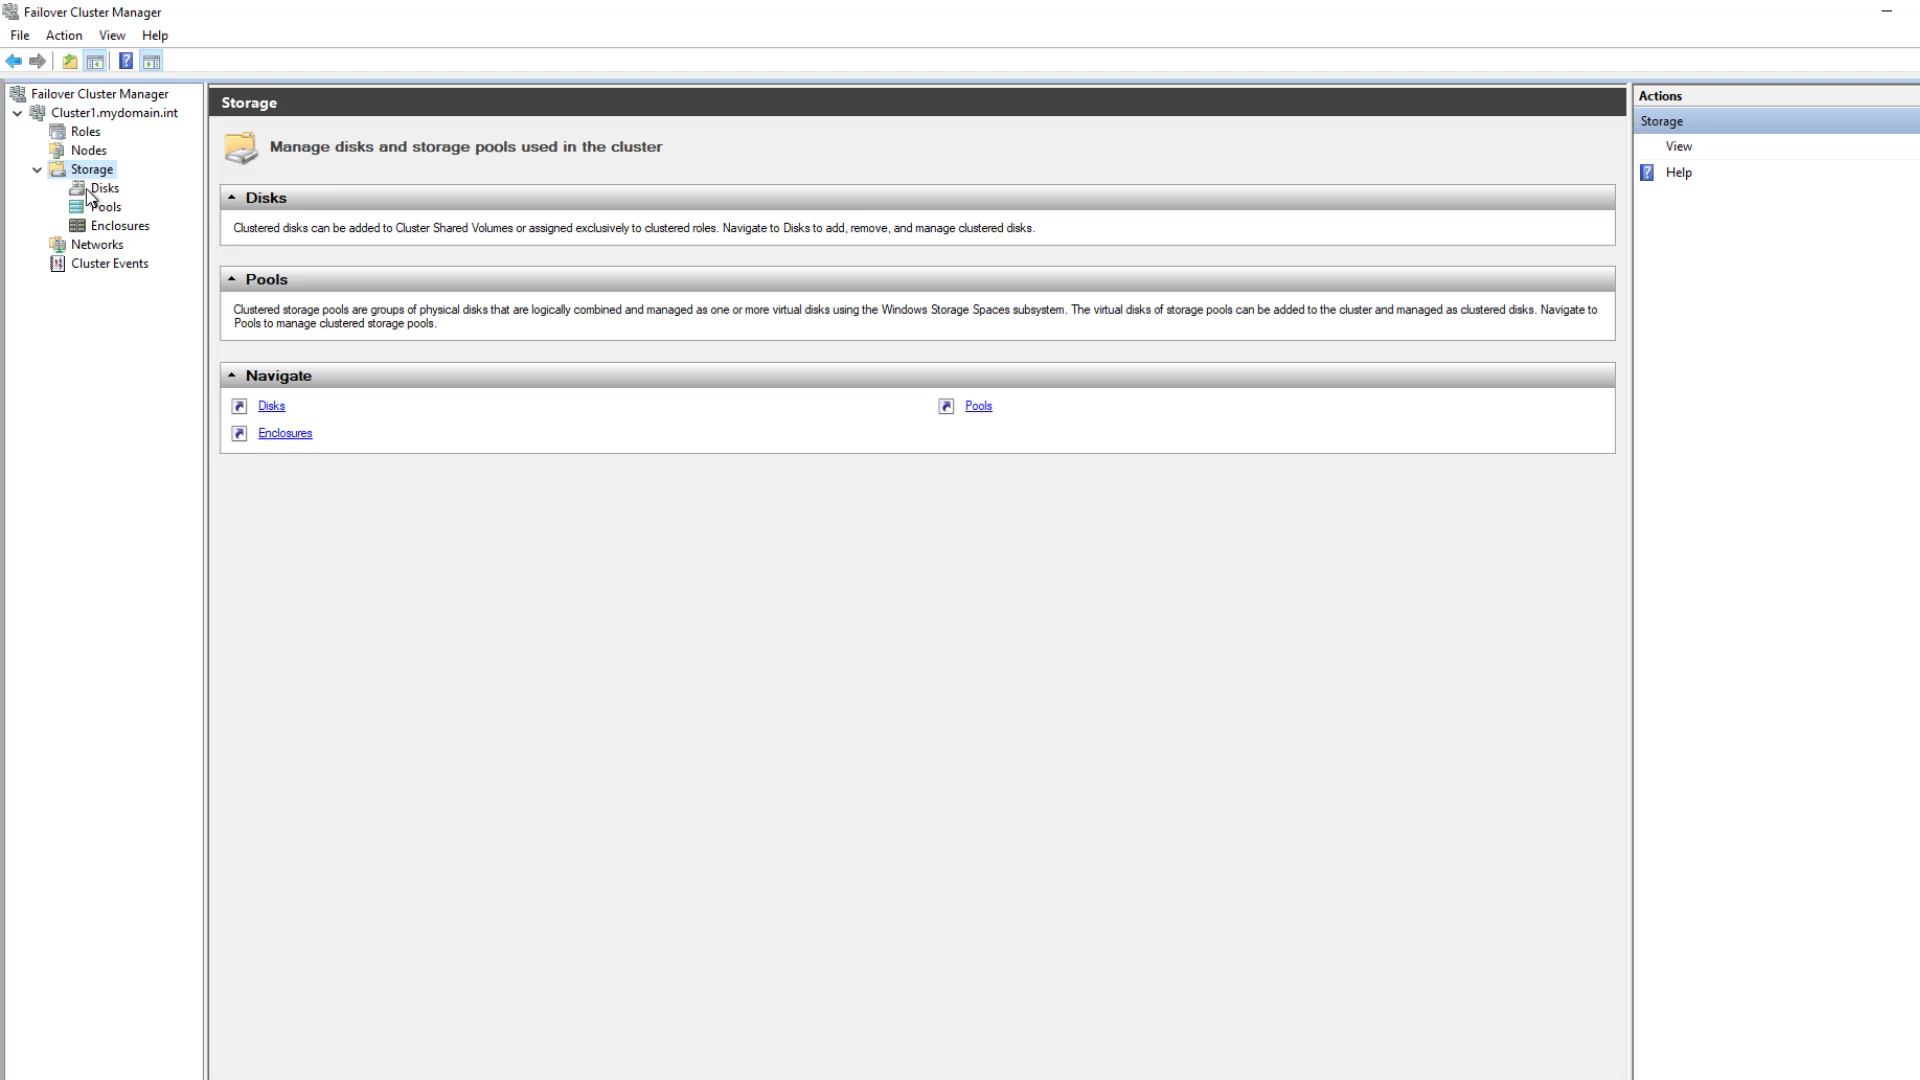 Failover Cluster Manager
File Action View Help
Failover Cluster Manager
Cluster1.mydomain.int
Roles
Nodes
Storage
Disks
Pools
Enclosures
Networks
Cluster Events
Storage
Manage disks and storage pools used in the cluster
Disks
Clustered disks can be added to Cluster Shared Volumes or assigned exclusively to clustered roles. Navigate to Disks to add, remove, and manage clustered disks.
Pools
Clustered storage pools are groups of physical disks that are logically combined and managed as one or more virtual disks using the Windows Storage Spaces subsystem. The virtual disks of storage pools can be added to the cluster and managed as clustered disks. Navigate to
Pools to manage clustered storage pools.
Navigate
Disks
Pools
Enclosures
Actions
Storage
View
Help